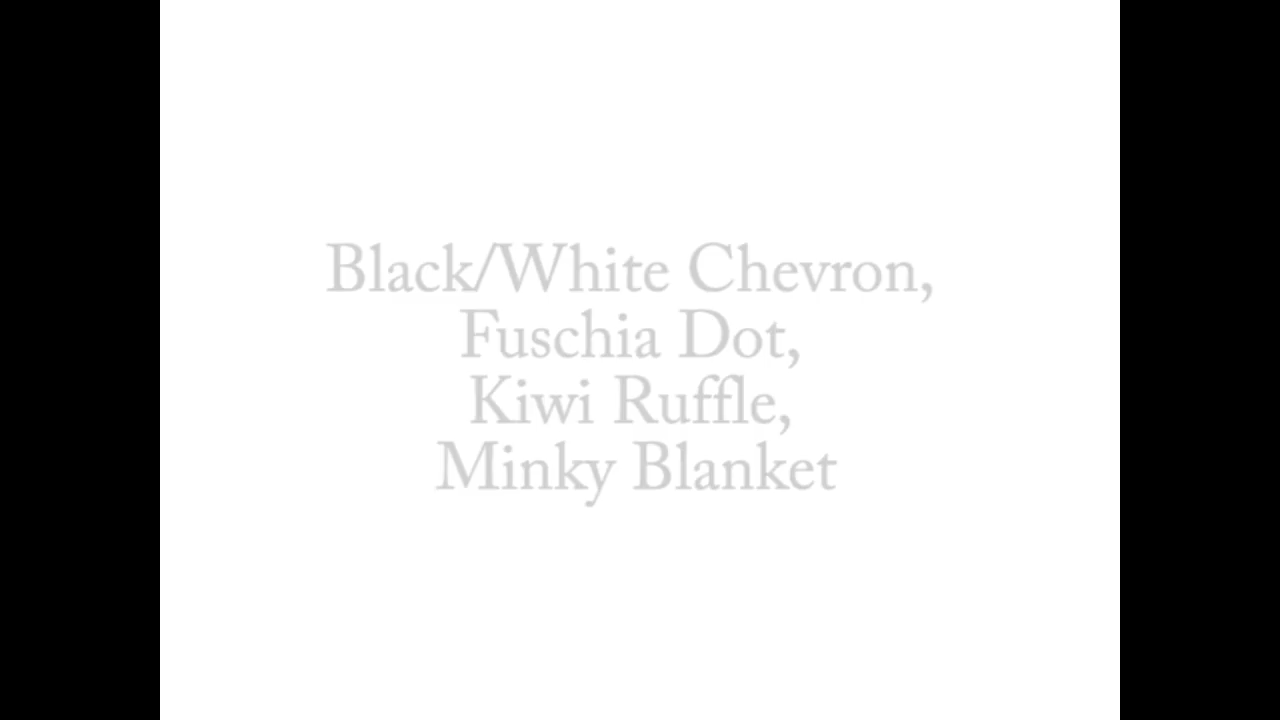 Black/White Chevron,
Fuschia Dot,
Kiwi Ruffle,
Minky Blanket